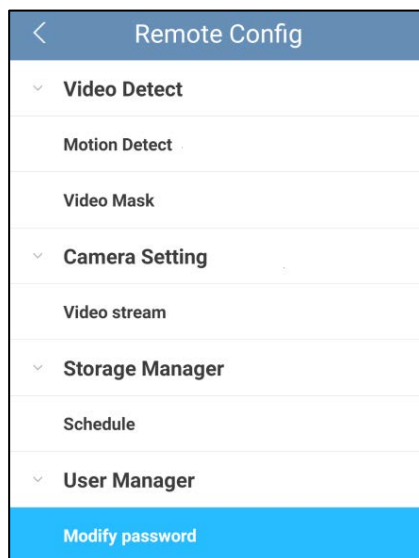 Remote Config
Video Detect
Motion Detect
Video Mask
Camera Setting
Video stream
Storage Manager
Schedule
User Manager
Modify password